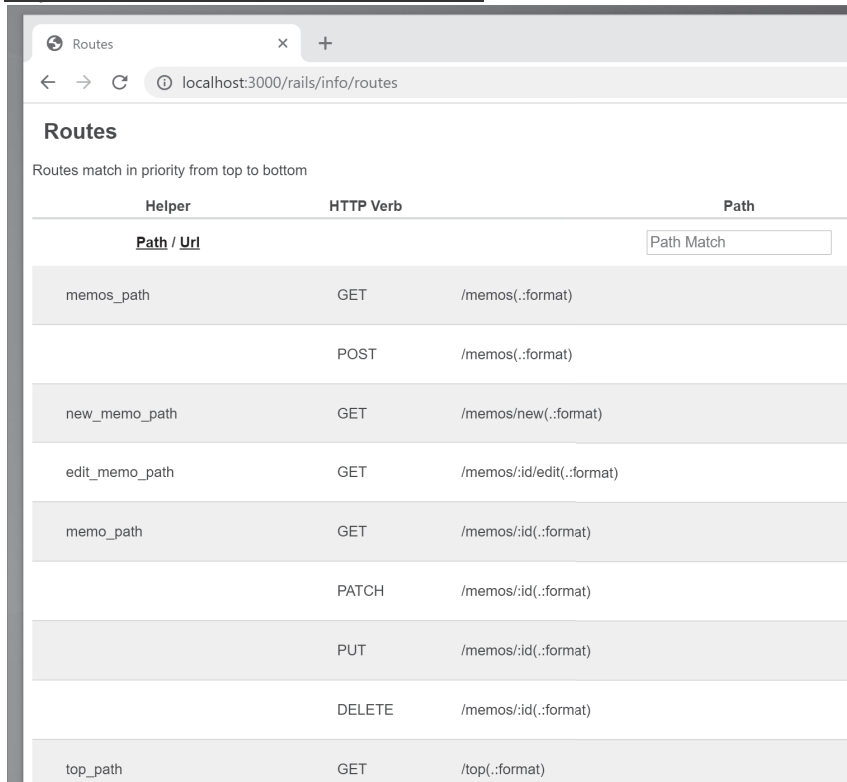 Routes
localhost:3000/rails/info/routes
Routes
Routes match in priority from top to bottom
Helper HTTP Verb Path
Path / Url Path Match
memos_path GET /memos(.:format)
POST /memos(.:format)
new_memo_path GET /memos/new(.:format)
edit_memo_path GET /memos/:id/edit(.:format)
memo_path GET /memos/:id(.:format)
PATCH /memos/:id(.:format)
PUT /memos/:id(.:format)
DELETE /memos/:id(.:format)
top_path GET /top(.:format)